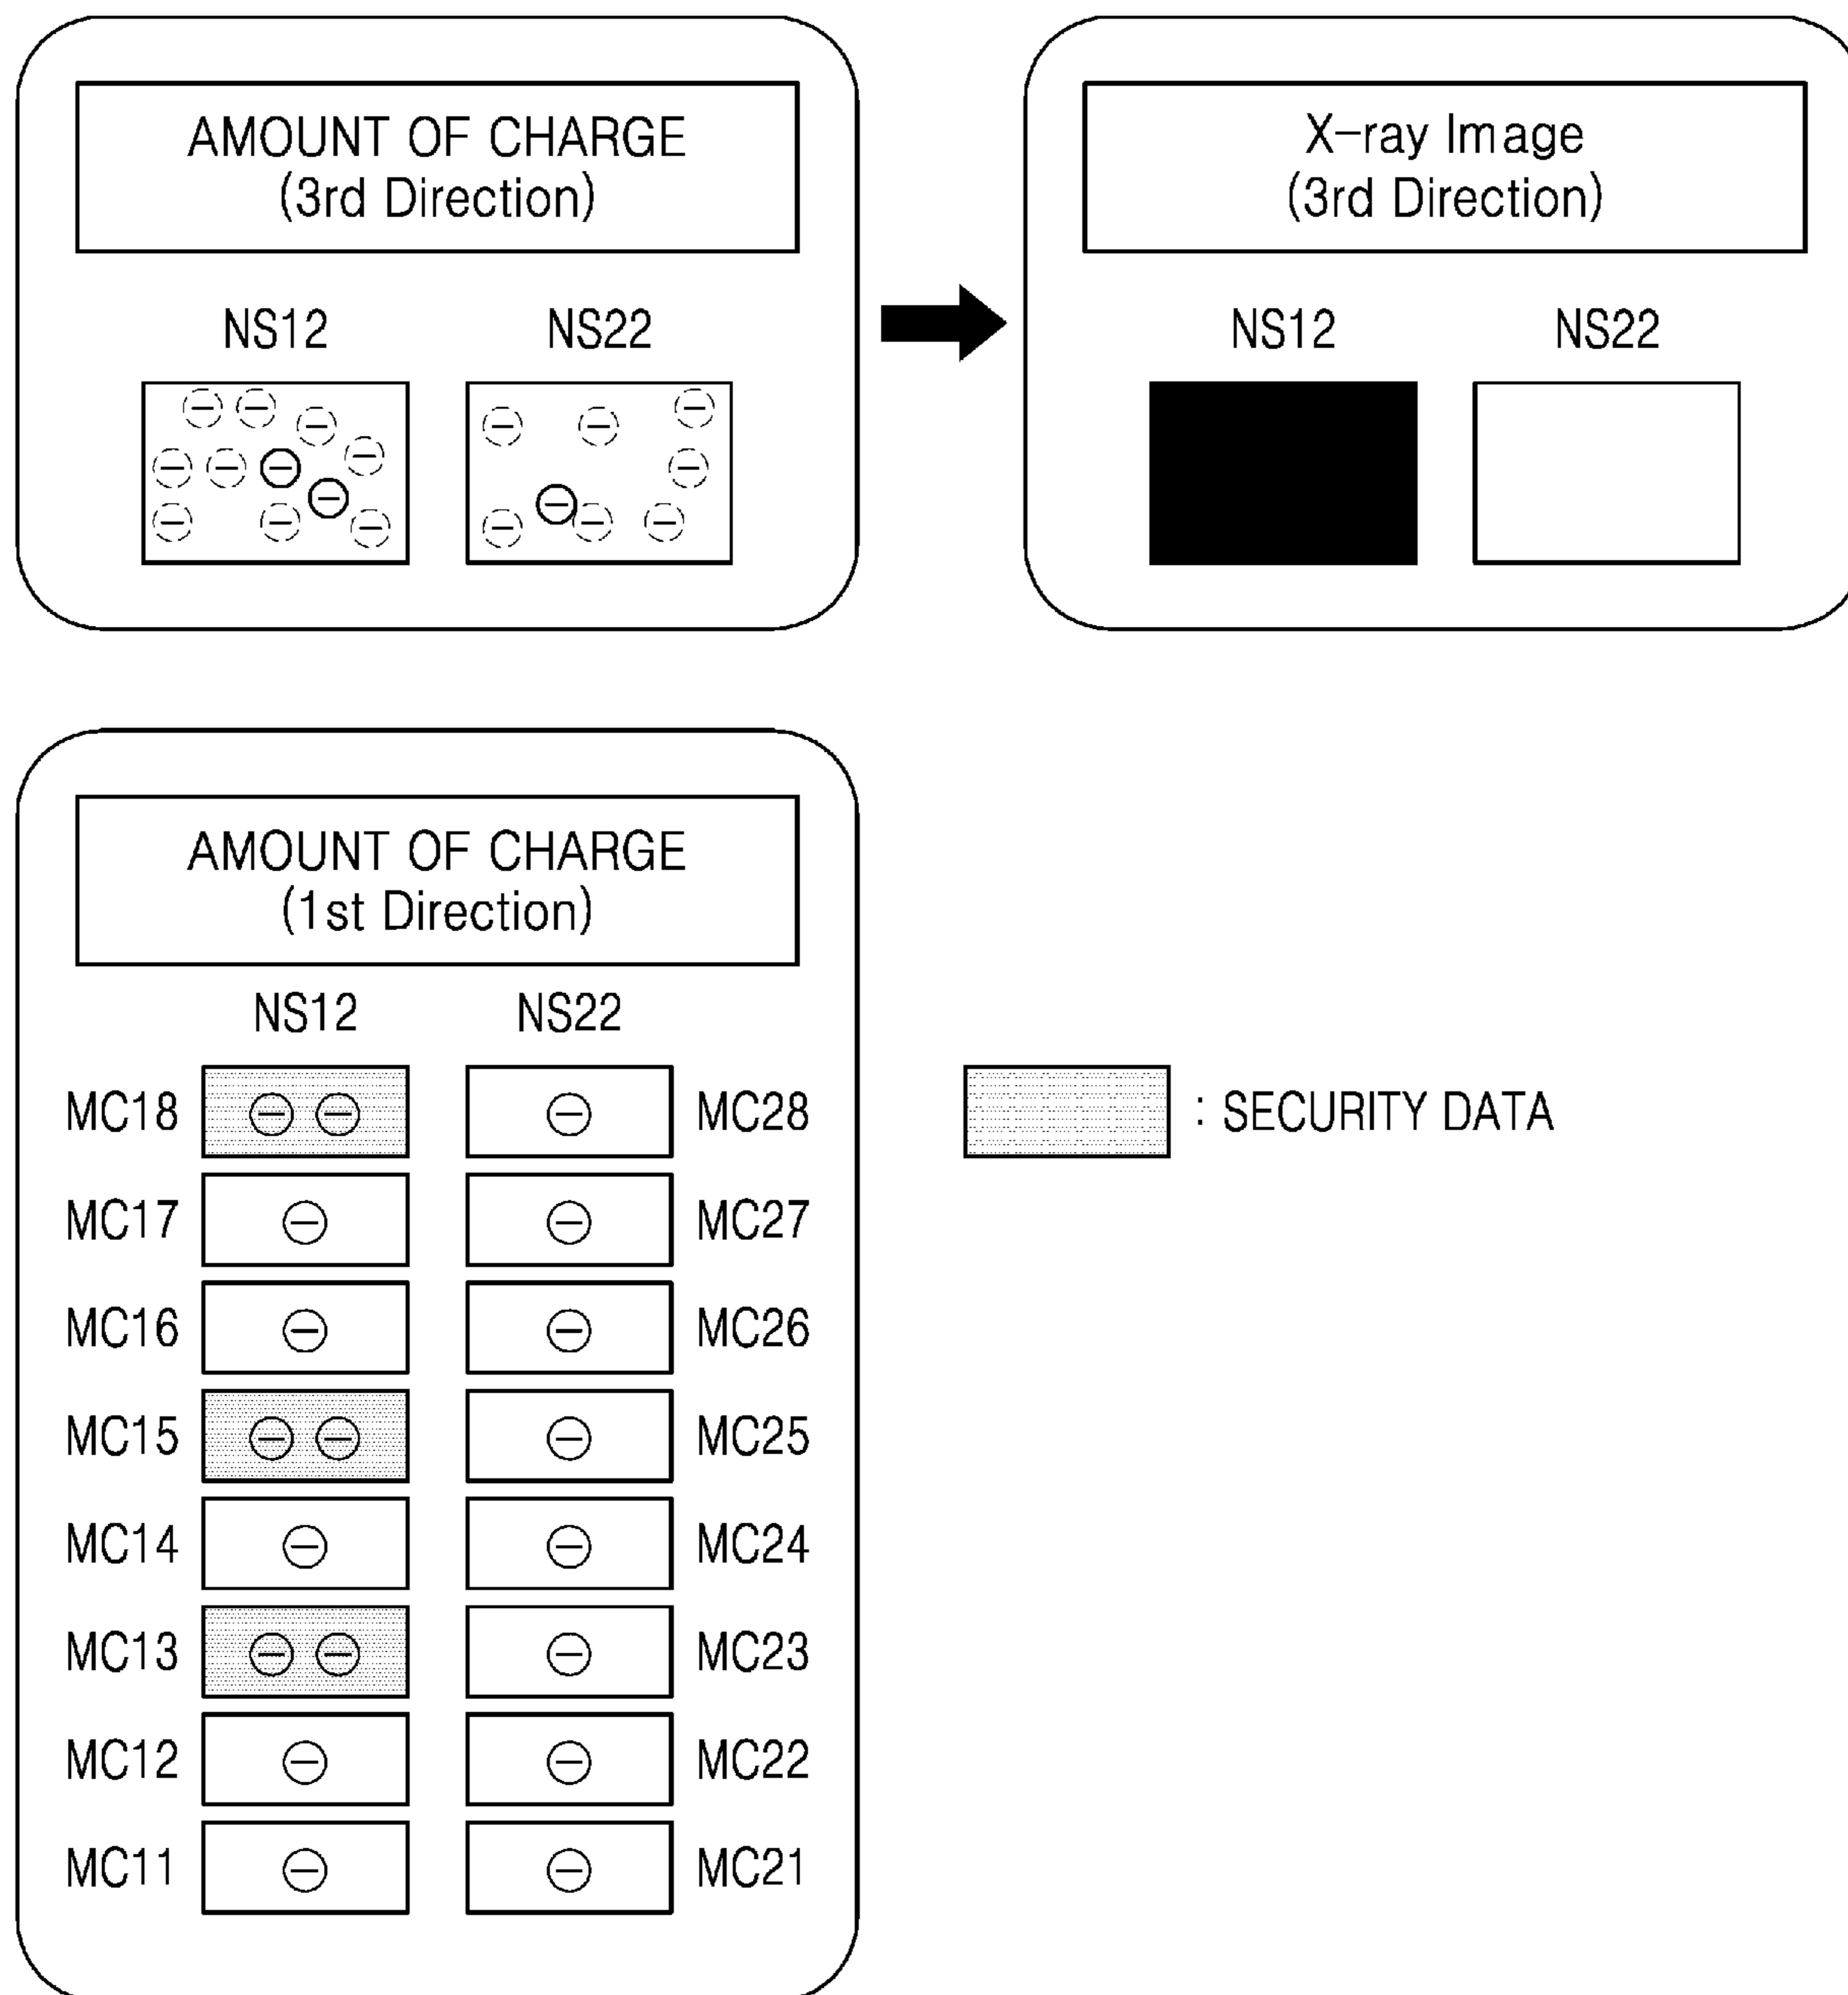 AMOUNT OF CHARGE
(3rd Direction)
NS12 NS22
X-ray Image
(3rd Direction)
NS12 NS22
AMOUNT OF CHARGE
(1st Direction)
NS12 NS22
MC18 MC28
MC17 MC27
MC16 MC26
MC15 MC25
MC14 MC24
MC13 MC23
MC12 MC22
MC11 MC21
: SECURITY DATA